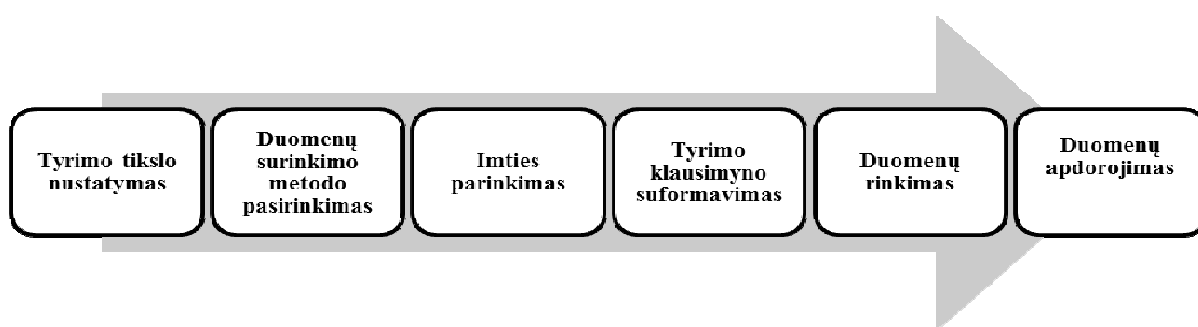 Tyrimo tikslo
nustatymas
Duomenų
surinkimo
metodo
pasirinkimas
Imties
parinkimas
Tyrimo
klausimyno
suformavimas
Duomenų
rinkimas
Duomenų
apdorojimas